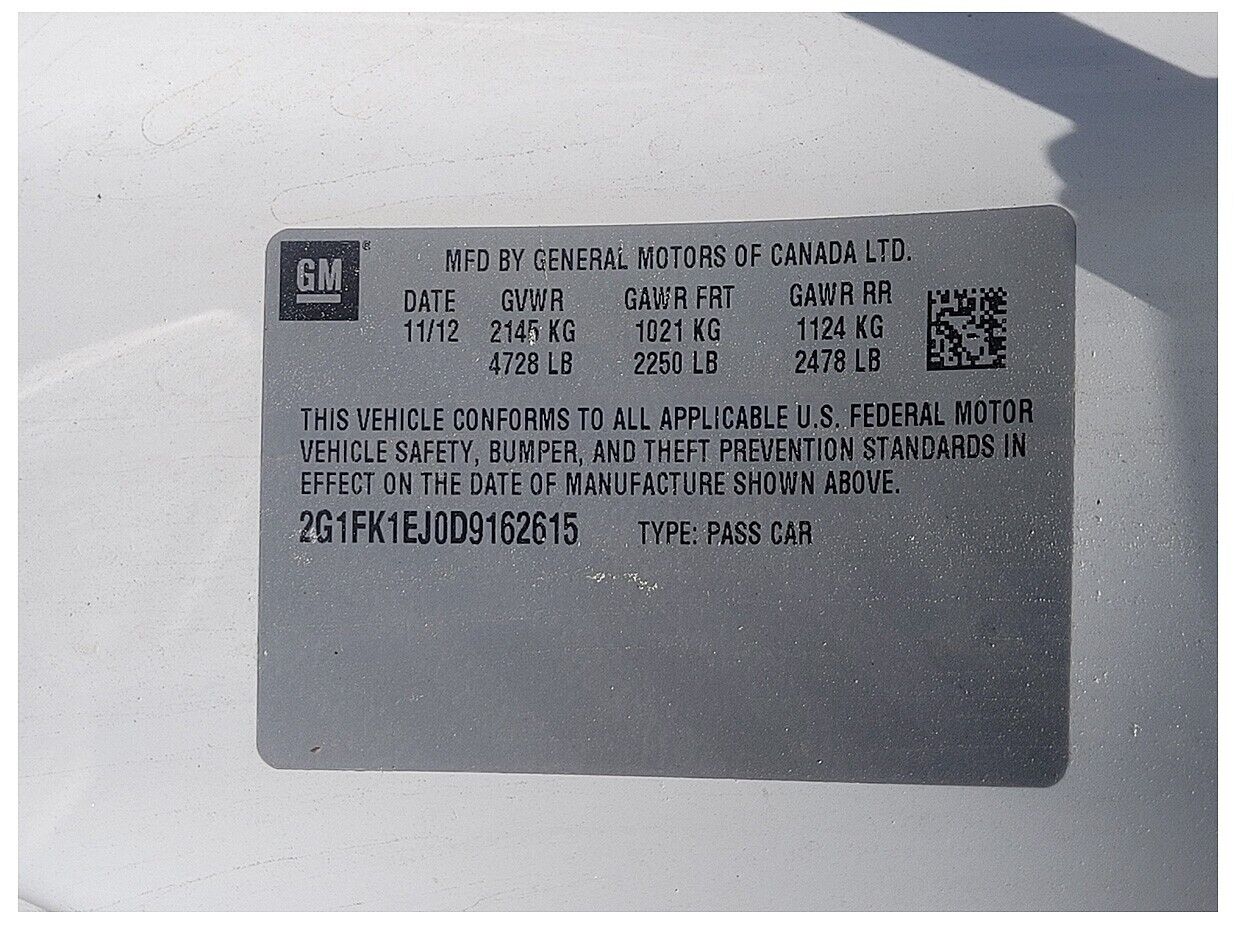 GM ®
MFD BY GENERAL MOTORS OF CANADA LTD.
DATE GVWR GAWR FRT GAWR RR
11/12 2145 KG 1021 KG 1124 KG
4728 LB 2250 LB 2478 LB
THIS VEHICLE CONFORMS TO ALL APPLICABLE U.S. FEDERAL MOTOR
VEHICLE SAFETY, BUMPER, AND THEFT PREVENTION STANDARDS IN
EFFECT ON THE DATE OF MANUFACTURE SHOWN ABOVE.
2G1FK1EJ0D9162615 TYPE: PASS CAR